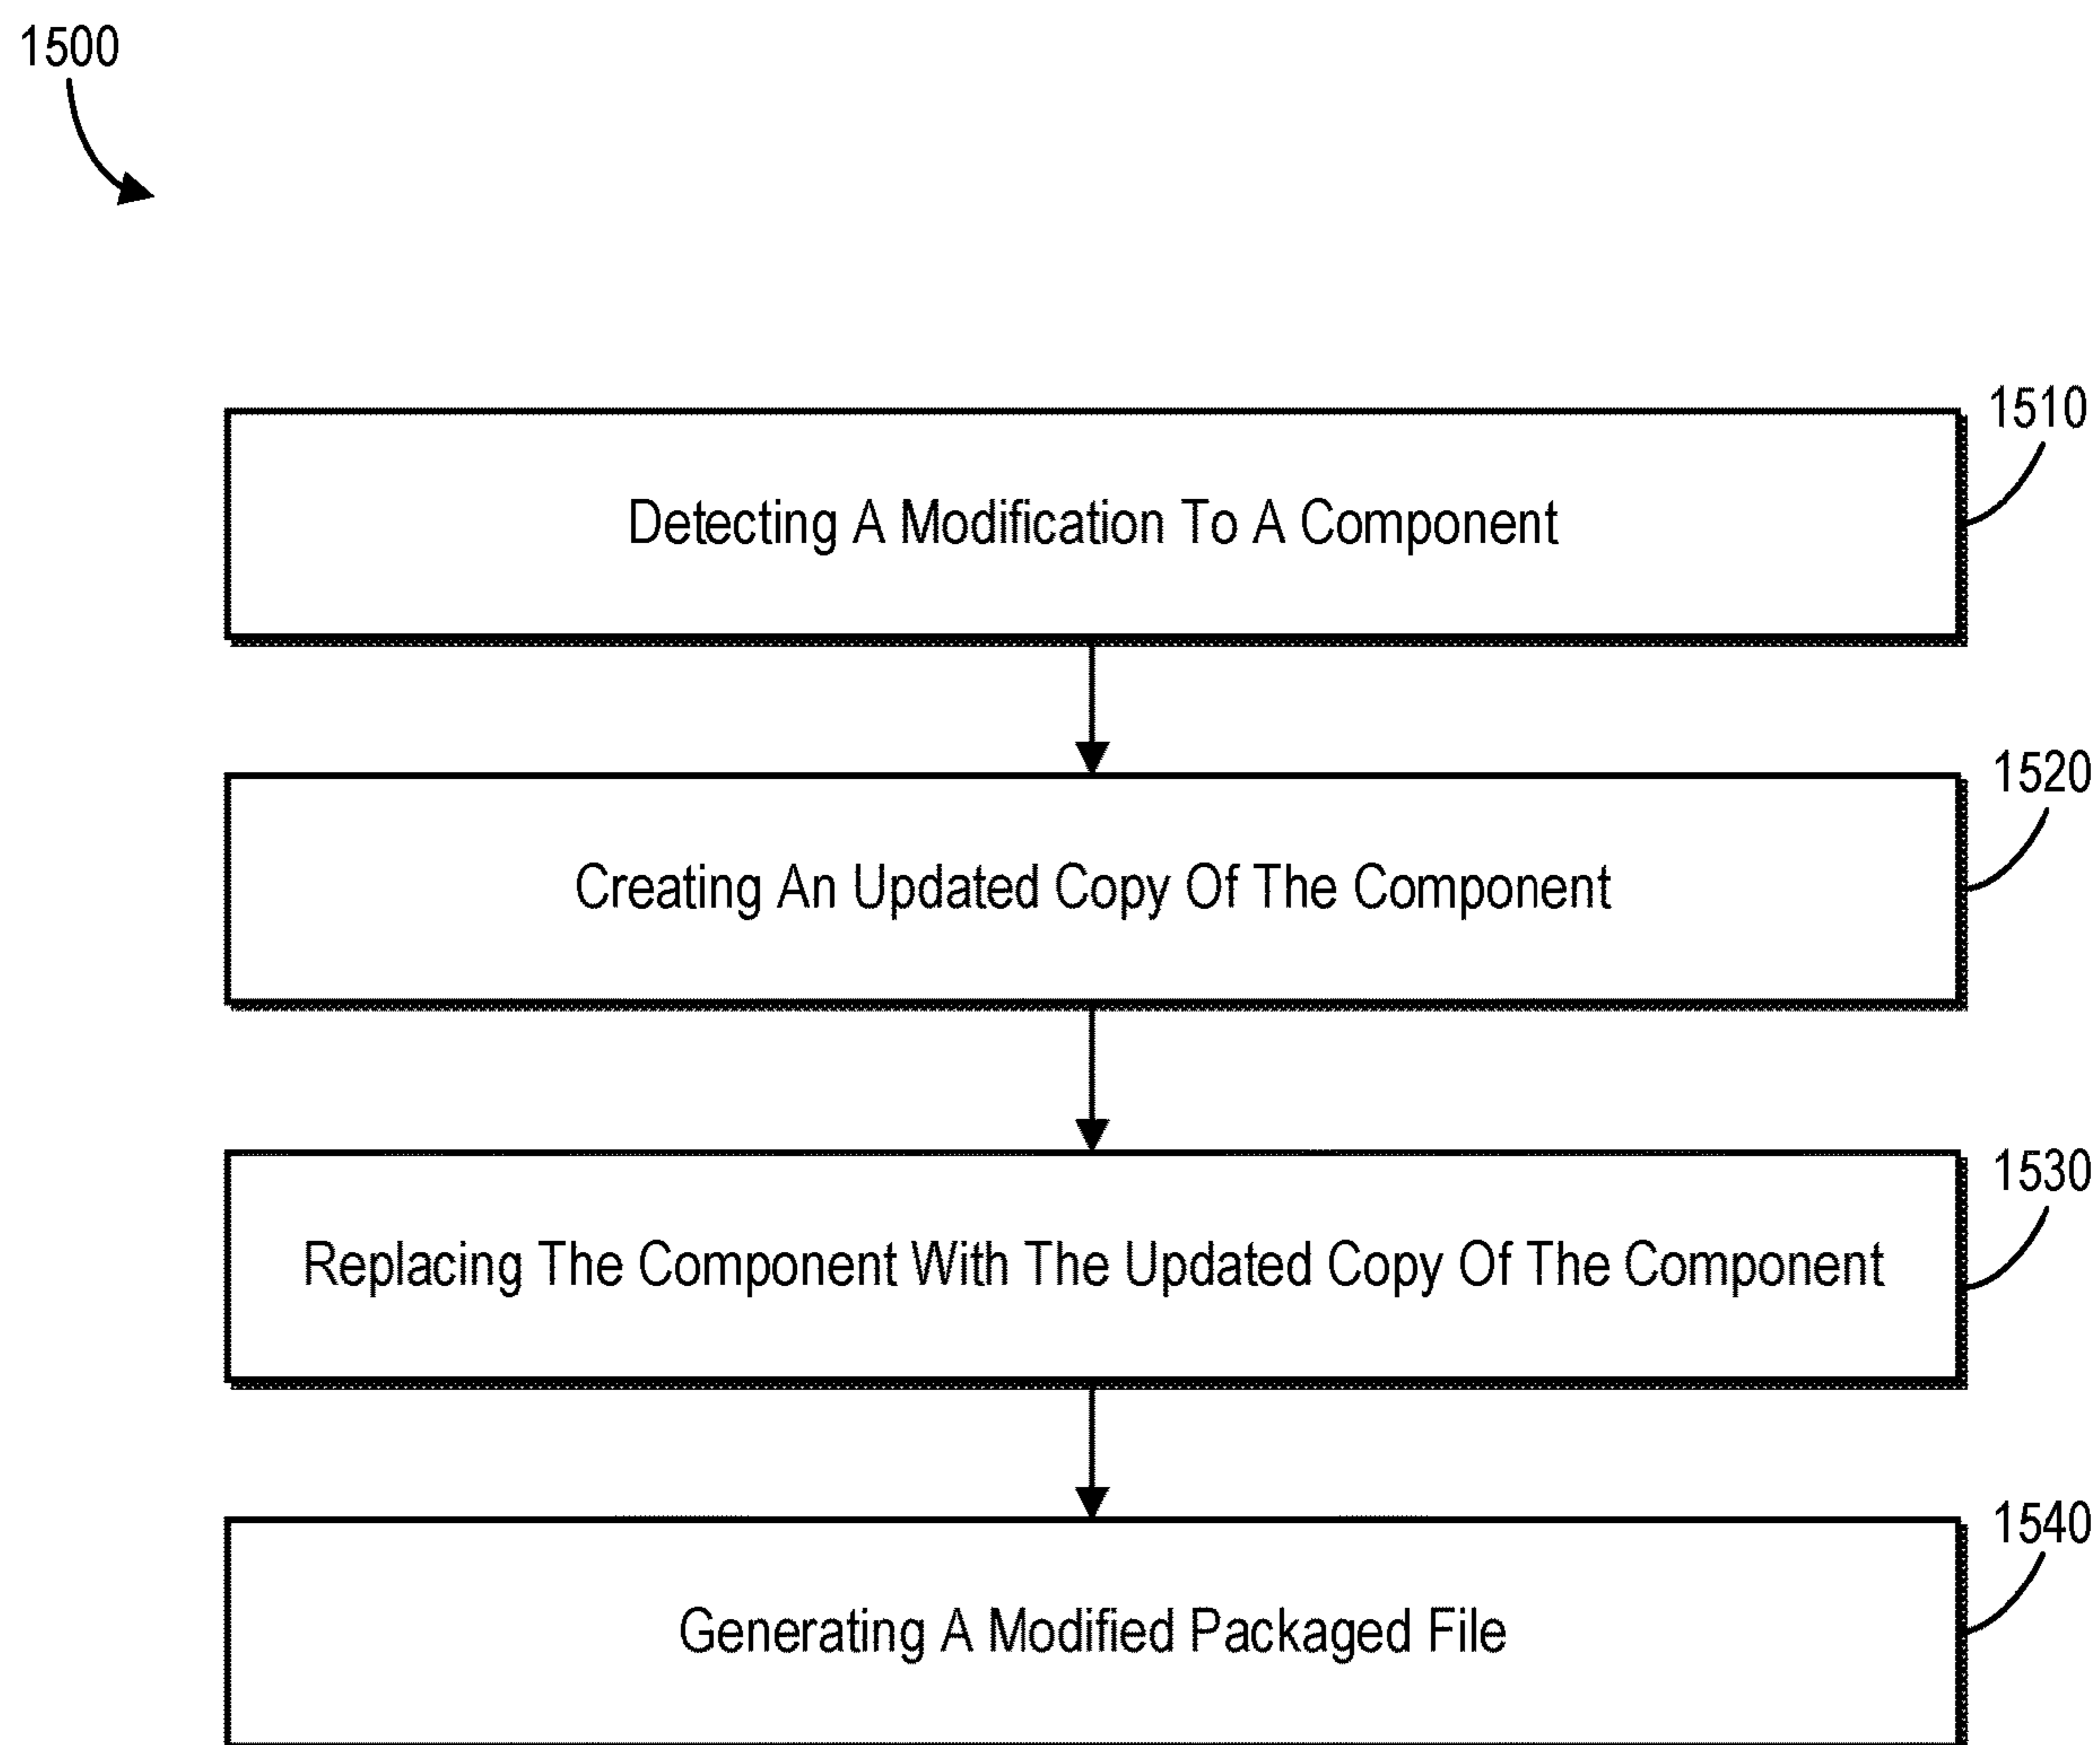 1500
1510
Detecting A Modification To A Component
1520
Creating An Updated Copy Of The Component
1530
Replacing The Component With The Updated Copy Of The Component
1540
Generating A Modified Packaged File